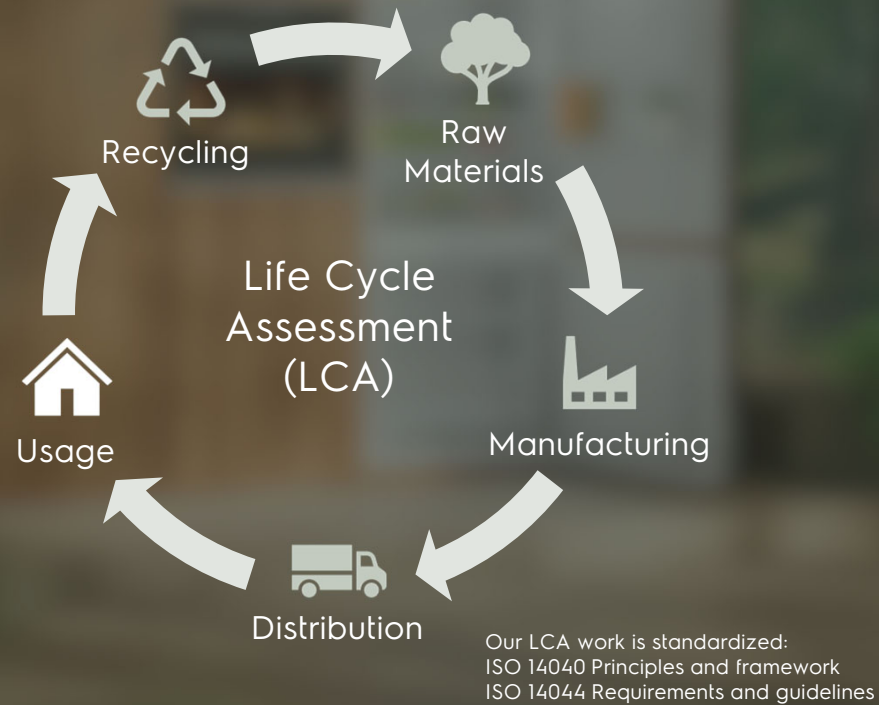 Recycling
Raw
Materials
Life Cycle
Assessment
(LCA)
Usage
Manufacturing
Distribution
Our LCA work is standardized:
ISO 14040 Principles and framework
ISO 14044 Requirements and guidelines